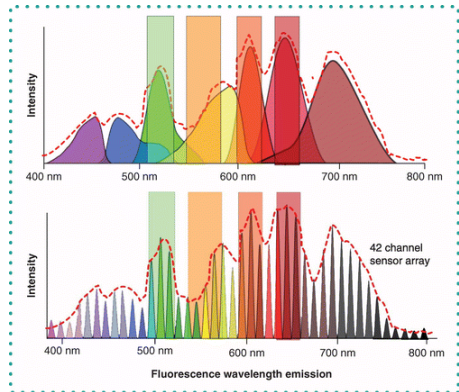 Intensity
400 nm 500 nm 600 nm 700 nm 800 nm
42 channel
sensor array
Intensity
400 nm 500 nm 600 nm 700 nm 800 nm
Fluorescence wavelength emission